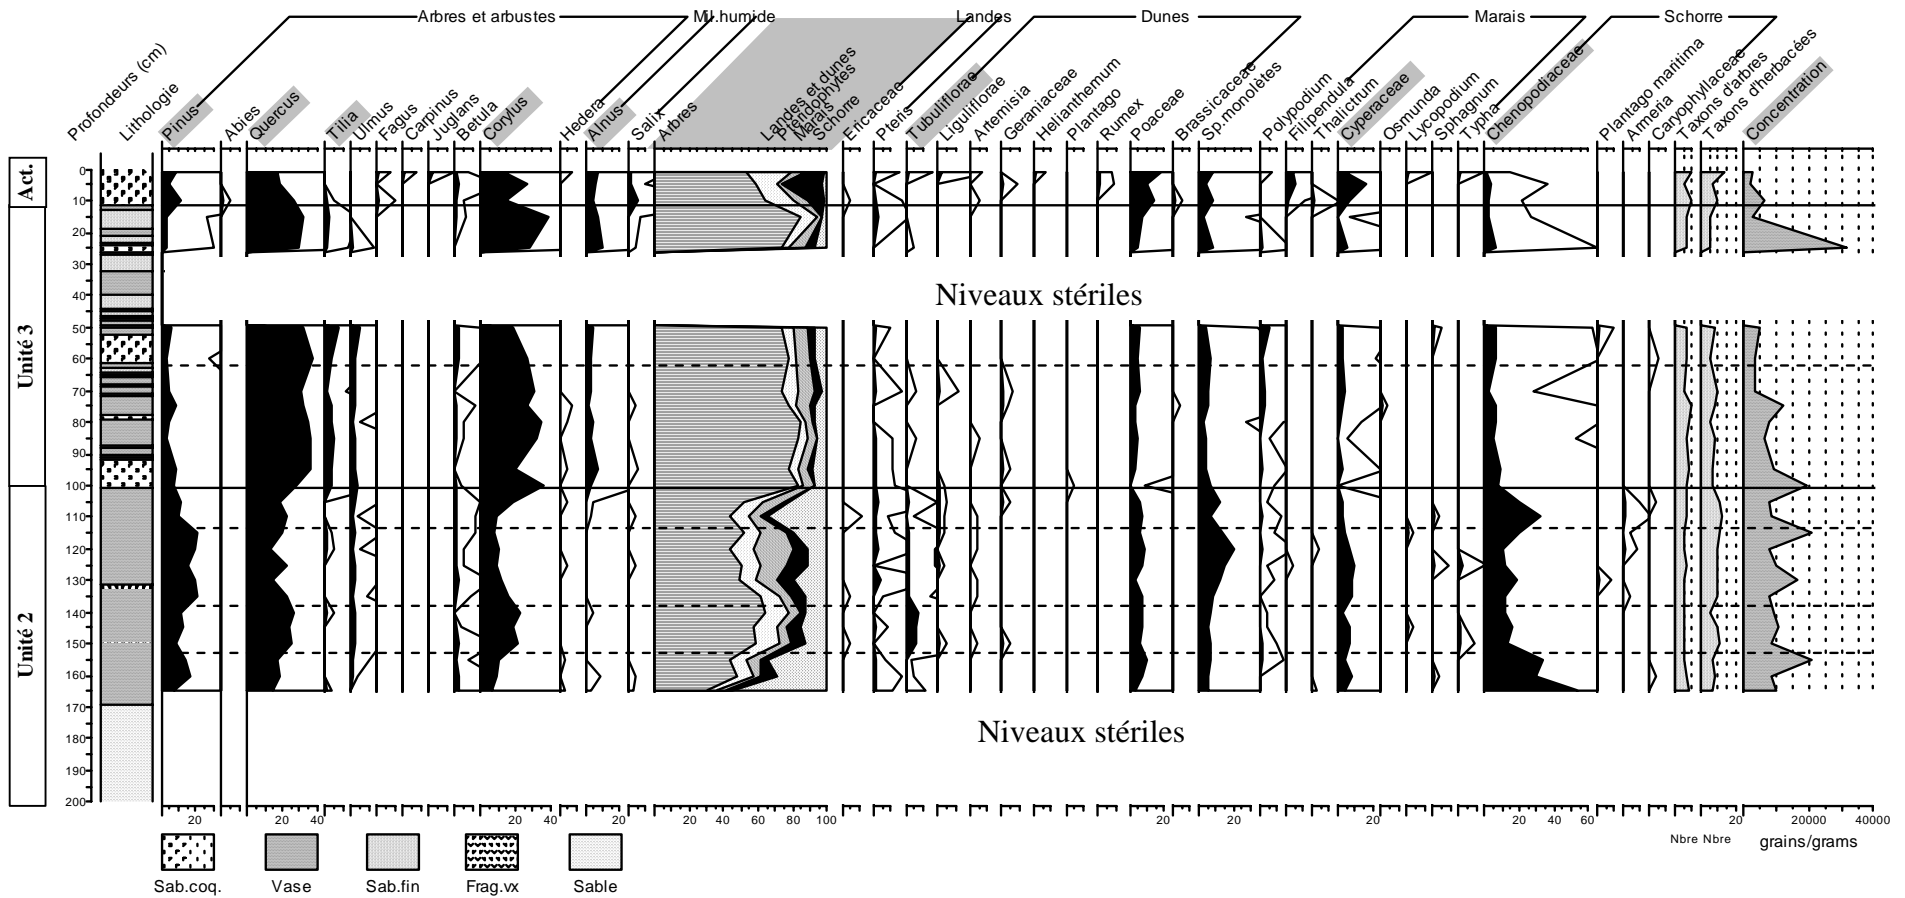 Arbres et arbustes
Mil.humide
Landes
Dunes
Marais
Schorre
Profondeurs (cm)
Lithologie
Pinus
Abies
Quercus
Tilia
Ulmus
Fagus
Carpinus
Juglans
Betula
Corylus
Hedera
Alnus
Salix
Arbres
Landes et dunes
Pteridophytes
Marais
Schorre
Ericaceae
Pteris
Tubuliflorae
Liguliflorae
Artemisia
Geraniaceae
Helianthemum
Plantago
Rumex
Poaceae
Brassicaceae
Sp.monolètes
Polypodium
Filipendula
Thalictrum
Cyperaceae
Osmunda
Lycopodium
Sphagnum
Typha
Chenopodiaceae
Plantago maritima
Armeria
Caryophyllaceae
Taxons d'arbres
Taxons d'herbacées
Concentration
Act.
Unité 3
Unité 2
0
10
20
30
40
50
60
70
80
90
100
110
120
130
140
150
160
170
180
190
200
Niveaux stériles
Niveaux stériles
20 20 40 20 40 20 40 60 80 100 20 20 20 20 40 60 20 20000 40000
Nbre Nbre
grains/grams
Sab.coq. Vase Sab.fin Frag.vx Sable